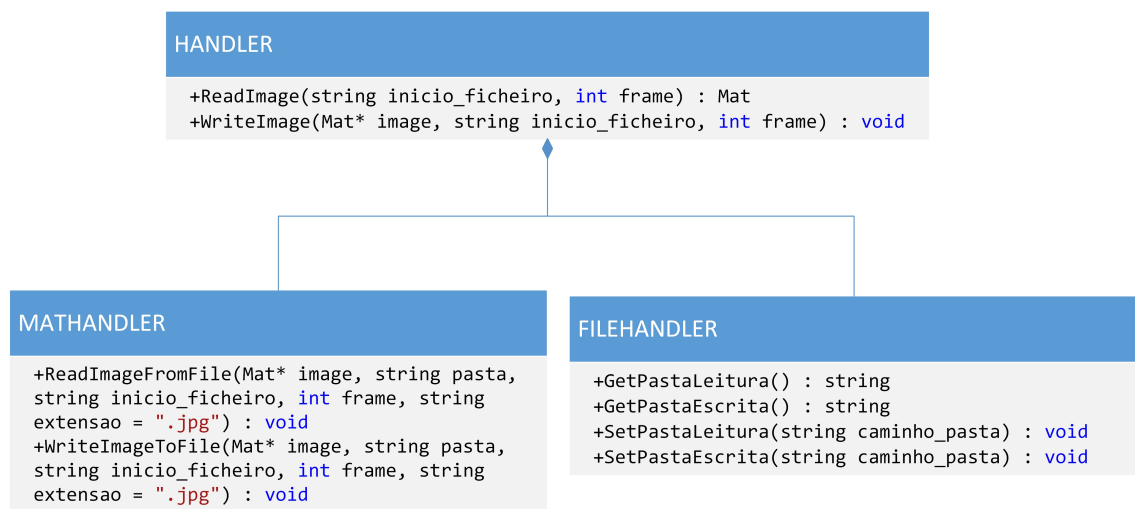 HANDLER
+ReadImage(string inicio_ficheiro, int frame) : Mat
+WriteImage(Mat* image, string inicio_ficheiro, int frame) : void
MATHANDLER
+ReadImageFromFile(Mat* image, string pasta,
string inicio_ficheiro, int frame, string
extensao = ".jpg") : void
+WriteImageToFile(Mat* image, string pasta,
string inicio_ficheiro, int frame, string
extensao = ".jpg") : void
FILEHANDLER
+GetPastaLeitura() : string
+GetPastaEscrita() : string
+SetPastaLeitura(string caminho_pasta) : void
+SetPastaEscrita(string caminho_pasta) : void